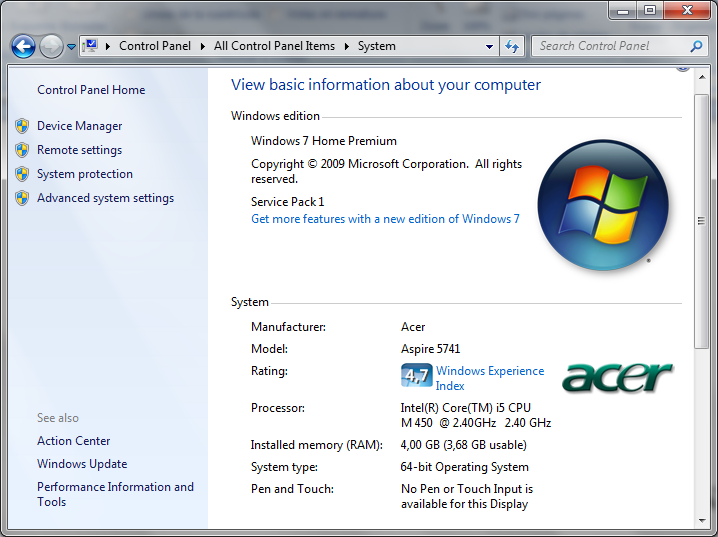 Control Panel All Control Panel Items System
Search Control Panel
Control Panel Home
Device Manager
Remote settings
System protection
Advanced system settings
See also
Action Center
Windows Update
Performance Information and
Tools
View basic information about your computer
Windows edition
Windows 7 Home Premium
Copyright © 2009 Microsoft Corporation. All rights
reserved.
Service Pack 1
Get more features with a new edition of Windows 7
System
Manufacturer: Acer
Model: Aspire 5741
Rating: 4,7 Windows Experience
Index
acer
Processor: Intel(R) Core(TM) i5 CPU
M 450 @ 2.40GHz 2.40 GHz
Installed memory (RAM): 4,00 GB (3,68 GB usable)
System type: 64-bit Operating System
Pen and Touch: No Pen or Touch Input is
available for this Display